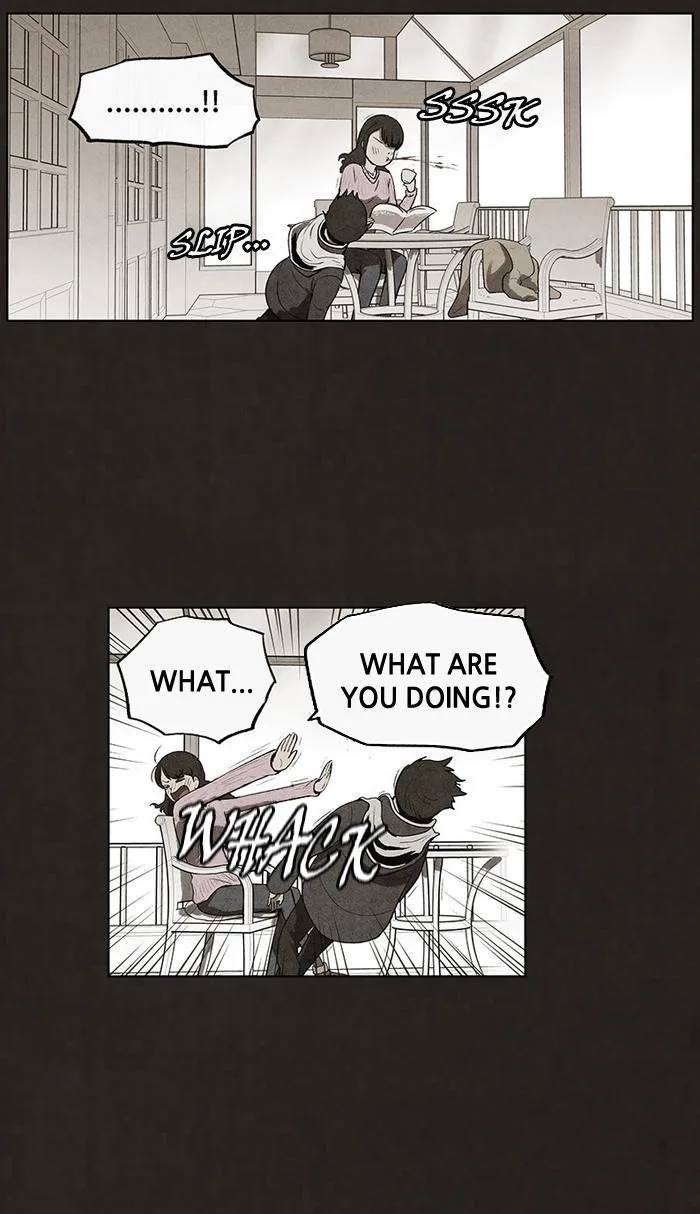 ............!!
SSSK
SLIP...
WHAT...
WHAT ARE
YOU DOING!?
WHACK